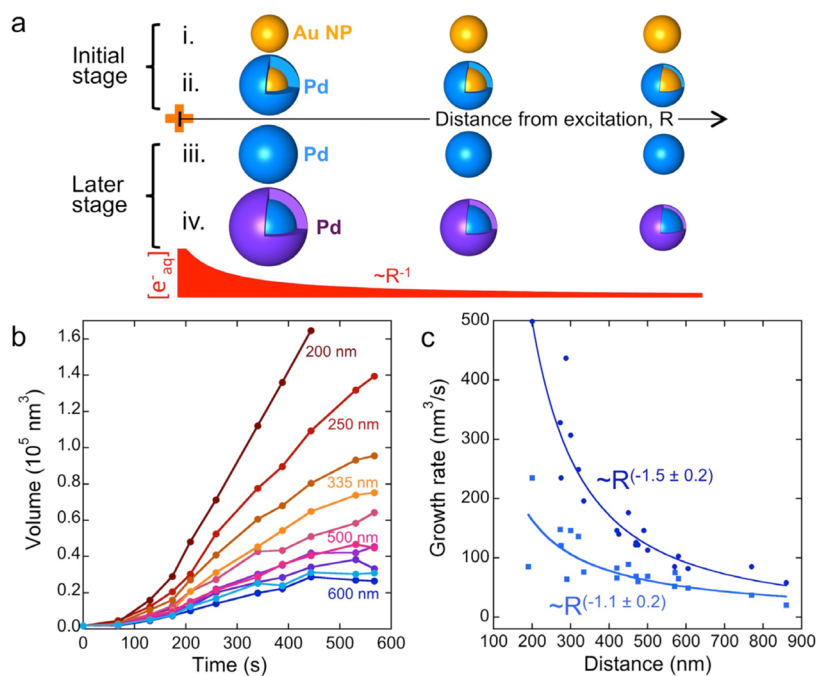 a
Initial
stage
i.
Au NP
ii.
Pd
Distance from excitation, R
Later
stage
iii.
Pd
iv.
Pd
[e⁻aq]
~R⁻¹
b
Volume (10⁵ nm³)
1.6
1.4
1.2
1.0
0.8
0.6
0.4
0.2
0.0
200 nm
250 nm
335 nm
500 nm
600 nm
0 100 200 300 400 500 600
Time (s)
c
Growth rate (nm³/s)
500
400
300
200
100
0
~R(-1.5 ± 0.2)
~R(-1.1 ± 0.2)
100 200 300 400 500 600 700 800 900
Distance (nm)